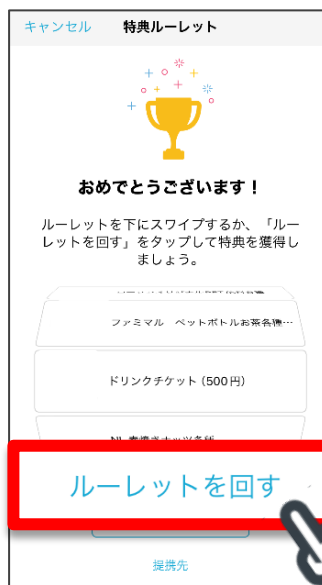 キャンセル 特典ルーレット
おめでとうございます！
ルーレットを下にスワイプするか、「ルー
レットを回す」をタップして特典を獲得し
ましょう。
ファミマル ペットボトルお茶各種…
ドリンクチケット（500円）
ルーレットを回す
提携先